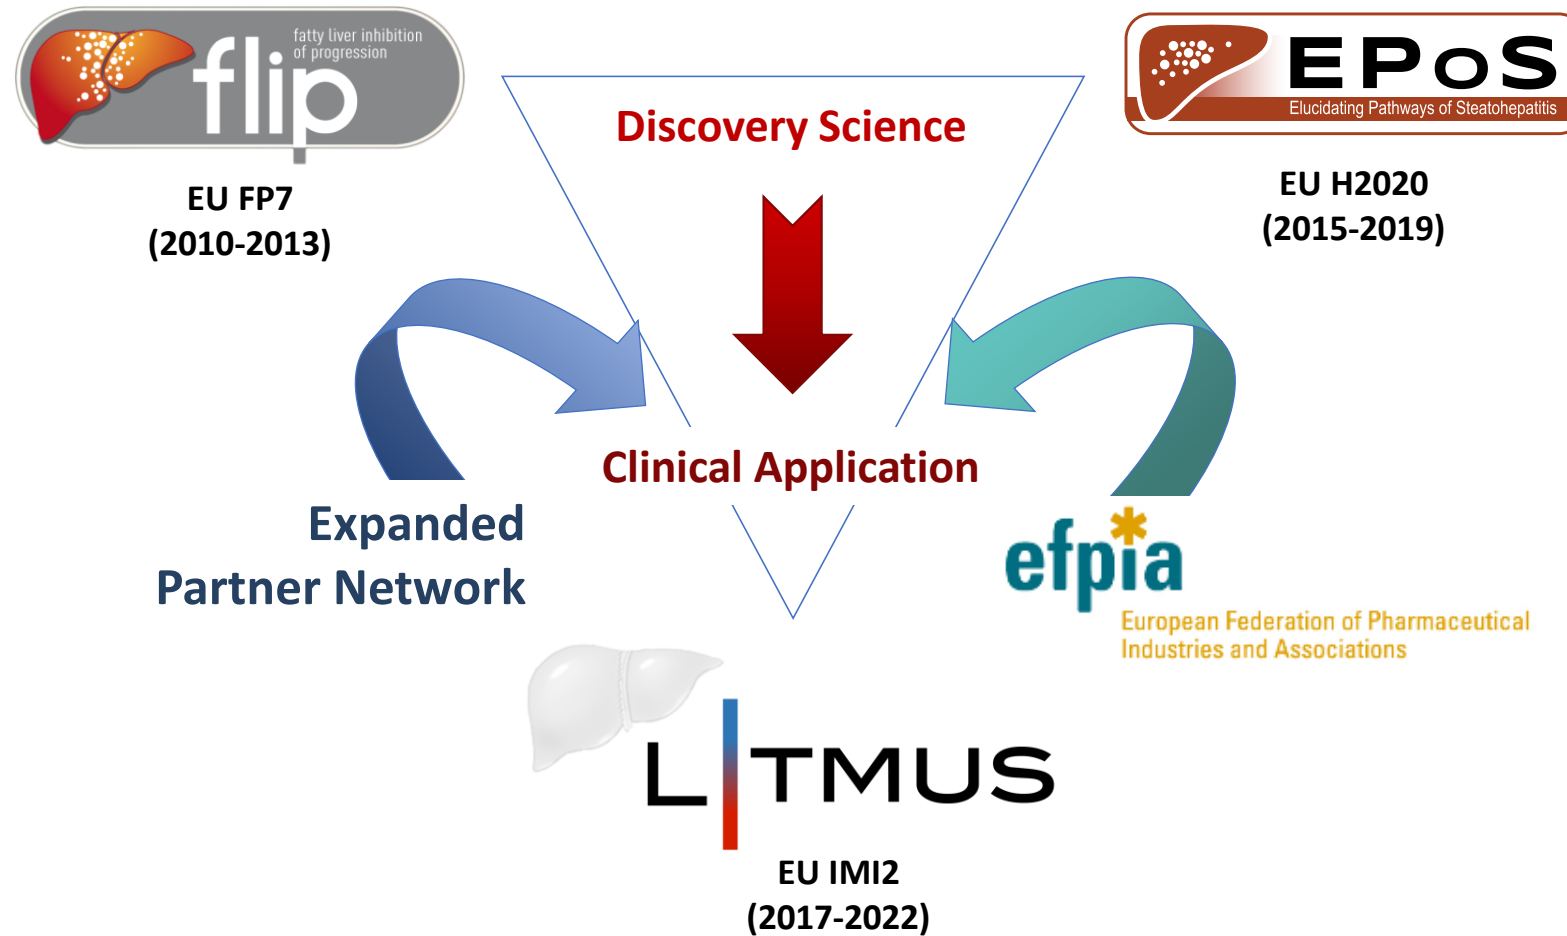 flip
fatty liver inhibition
of progression
EU FP7
(2010-2013)
Discovery Science
EPoS
Elucidating Pathways of Steatohepatitis
EU H2020
(2015-2019)
Clinical Application
Expanded
Partner Network
efpia
European Federation of Pharmaceutical
Industries and Associations
LITMUS
EU IMI2
(2017-2022)